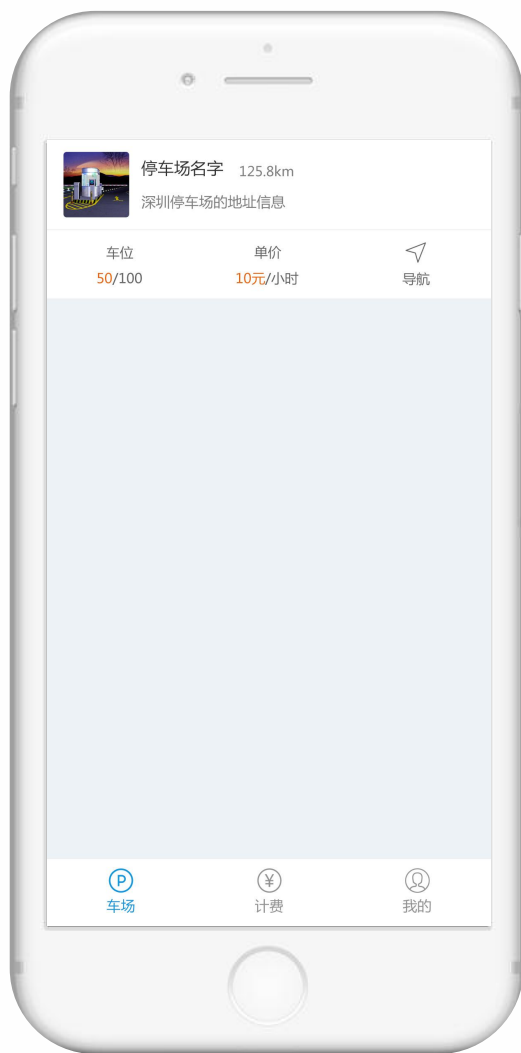 停车场名字 125.8km
深圳停车场的地址信息
车位 单价
50/100 10元/小时 导航
P ¥
车场 计费 我的